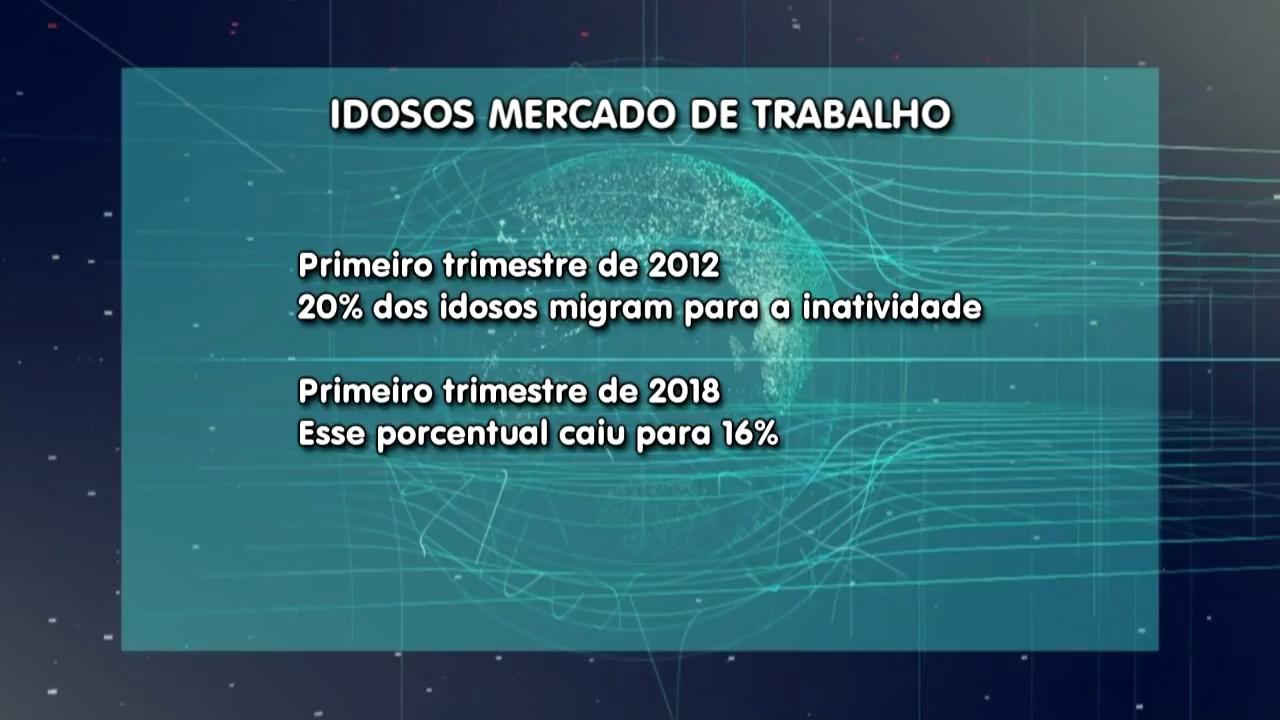 IDOSOS MERCADO DE TRABALHO
Primeiro trimestre de 2012
20% dos idosos migram para a inatividade
Primeiro trimestre de 2018
Esse porcentual caiu para 16%